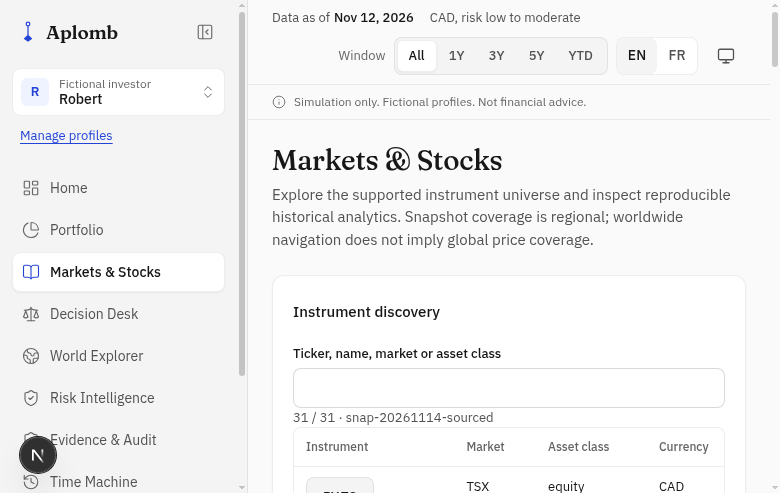 Aplomb
R
Fictional investor
Robert
Manage profiles
Home
Portfolio
Markets & Stocks
Decision Desk
World Explorer
Risk Intelligence
Evidence & Audit
N
Time Machine
Data as of Nov 12, 2026 CAD, risk low to moderate
Window All 1Y 3Y 5Y YTD EN FR
Simulation only. Fictional profiles. Not financial advice.
Markets & Stocks
Explore the supported instrument universe and inspect reproducible
historical analytics. Snapshot coverage is regional; worldwide
navigation does not imply global price coverage.
Instrument discovery
Ticker, name, market or asset class
31 / 31 · snap-20261114-sourced
Instrument Market Asset class Currency
TSX equity CAD